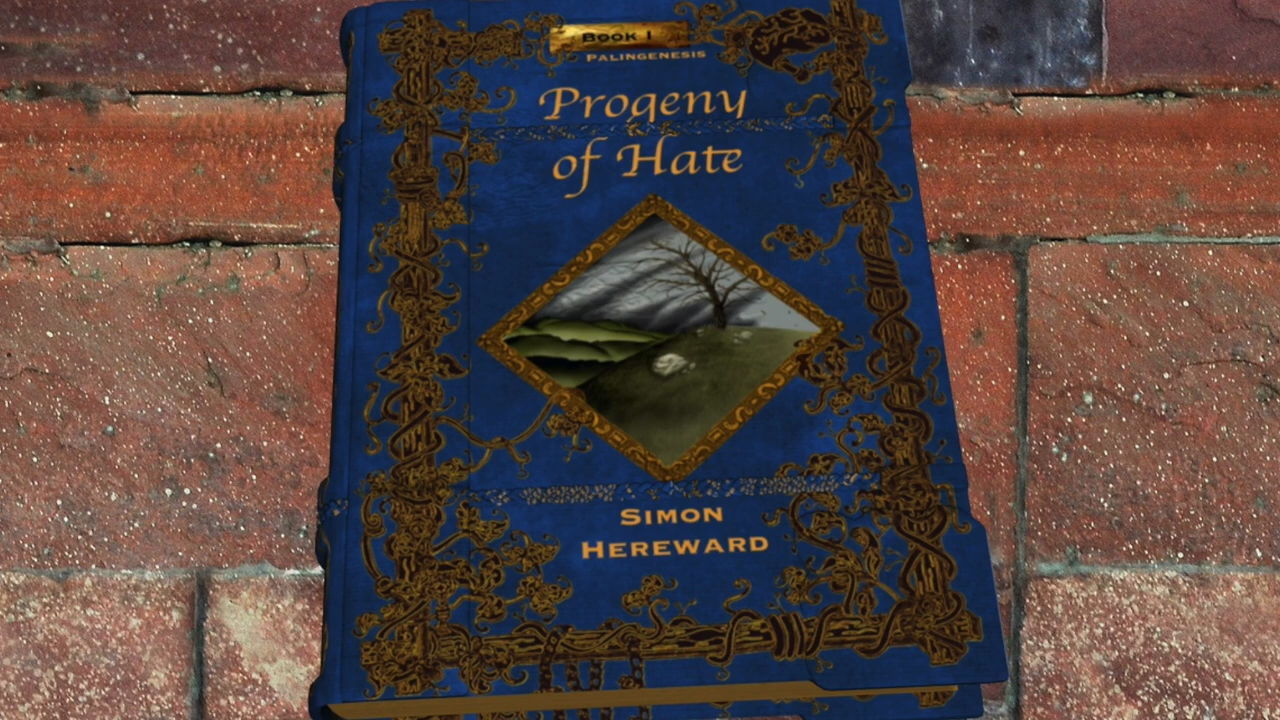 Book I
Palingenesis
Progeny
of Hate
Simon
Hereward